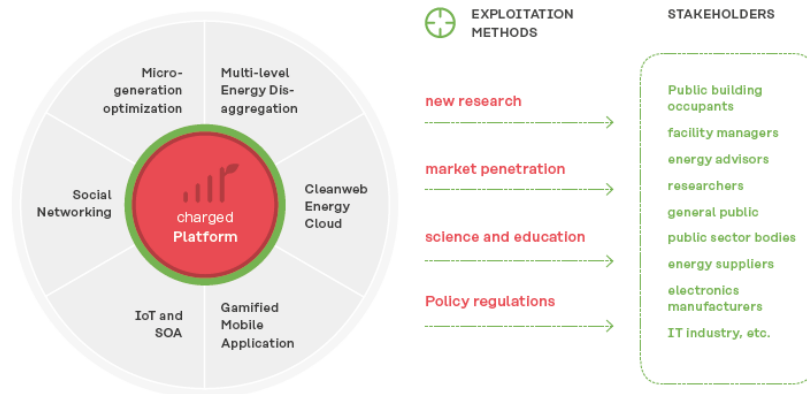 Micro-
generation
optimization
Multi-level
Energy Dis-
aggregation
Social
Networking
charged
Platform
Cleanweb
Energy
Cloud
IoT and
SOA
Gamified
Mobile
Application
EXPLOITATION
METHODS
new research
market penetration
science and education
Policy regulations
STAKEHOLDERS
Public building
occupants
facility managers
energy advisors
researchers
general public
public sector bodies
energy suppliers
electronics
manufacturers
IT industry, etc.